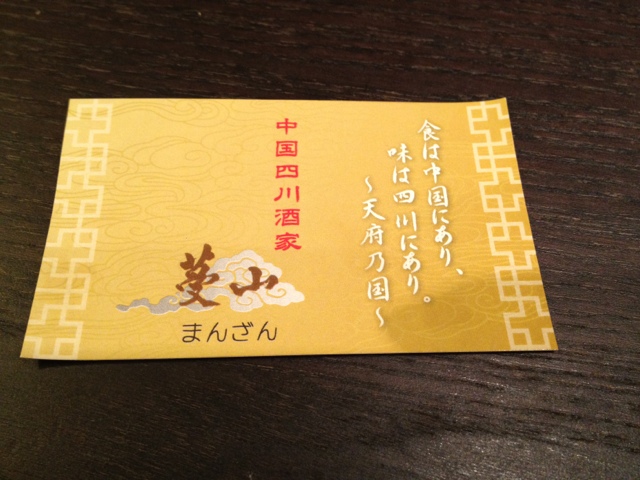 食は中国にあり、
味は四川にあり。
～天府乃国～
中国四川酒家
蔓山
まんざん